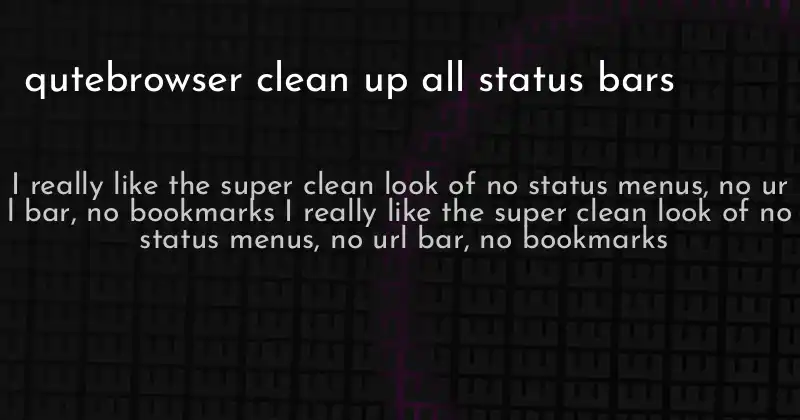 qutebrowser clean up all status bars
I really like the super clean look of no status menus, no ur
l bar, no bookmarks I really like the super clean look of no
status menus, no url bar, no bookmarks